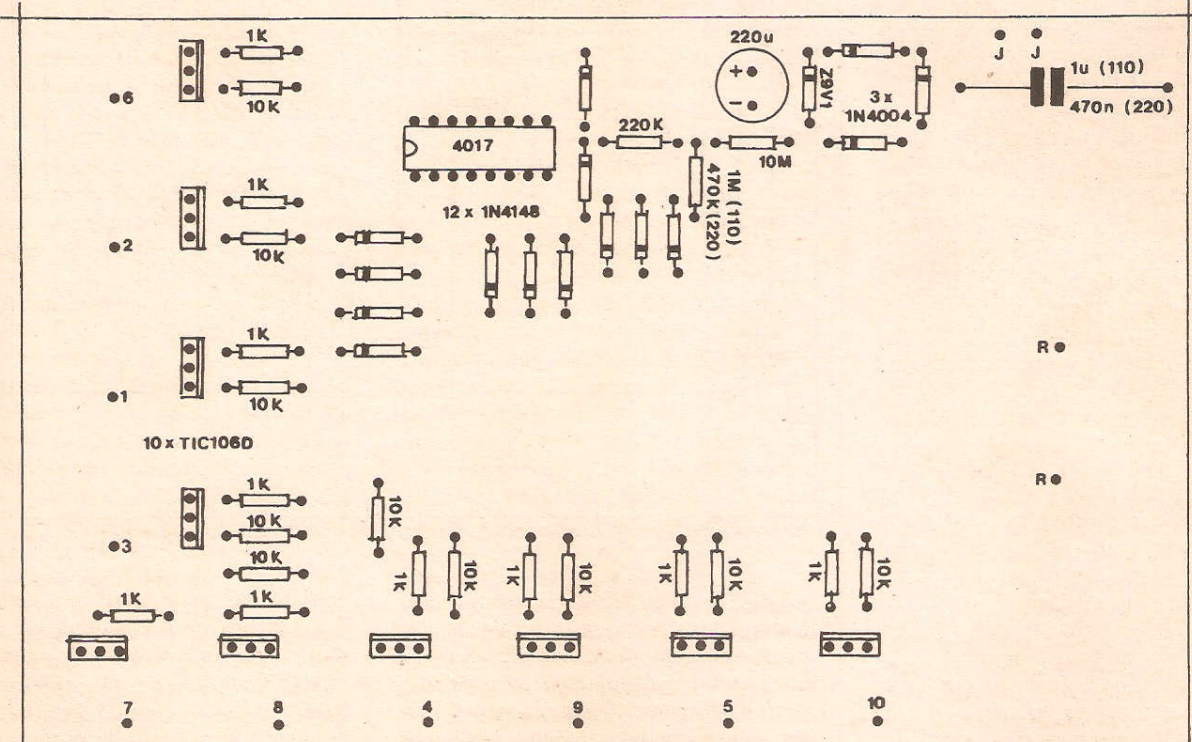 1K
10K
6
220u
+
−
Z9V1
3 x
1N4004
J J
1u (110)
470n (220)
4017
220K
10M
1M (110)
470K (220)
12 x 1N4148
1K
10K
2
1K
10K
1
R
10 x TIC106D
1K
10K
10K
1K
3
1K
10K
1K
10K
1K
10K
1K
10K
1K
10K
R
7
8
4
9
5
10